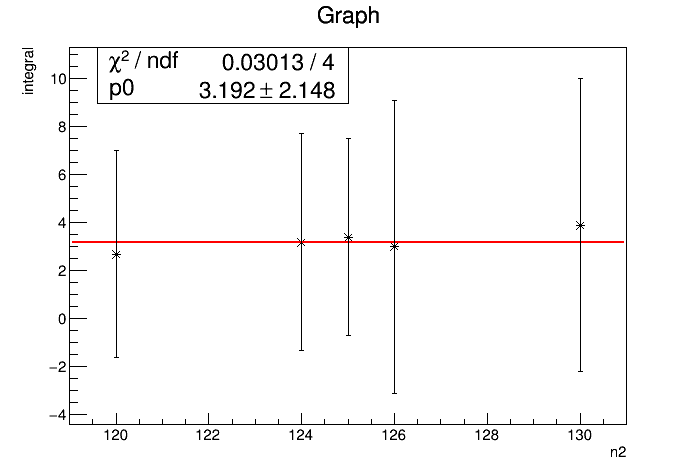 Graph
integral
χ² / ndf 0.03013 / 4
p0 3.192 ± 2.148
10
8
6
4
2
0
−2
−4
120 122 124 126 128 130
n2